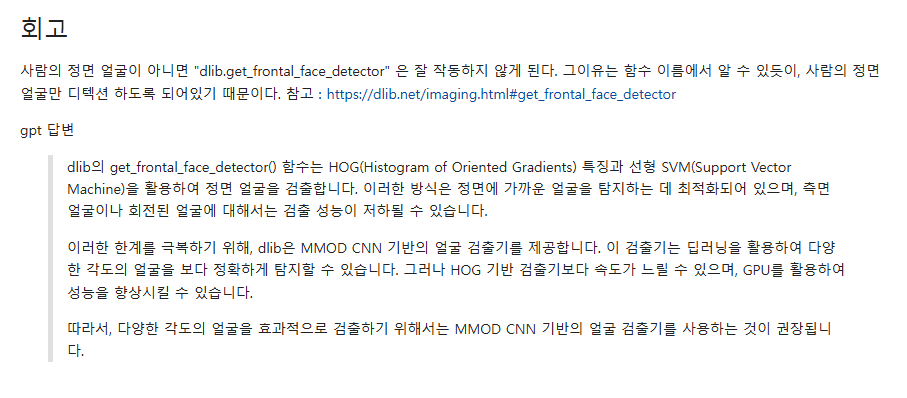 회고
사람의 정면 얼굴이 아니면 "dlib.get_frontal_face_detector" 은 잘 작동하지 않게 된다. 그이유는 함수 이름에서 알 수 있듯이, 사람의 정면
얼굴만 디텍션 하도록 되어있기 때문이다. 참고 : https://dlib.net/imaging.html#get_frontal_face_detector
gpt 답변
dlib의 get_frontal_face_detector() 함수는 HOG(Histogram of Oriented Gradients) 특징과 선형 SVM(Support Vector
Machine)을 활용하여 정면 얼굴을 검출합니다. 이러한 방식은 정면에 가까운 얼굴을 탐지하는 데 최적화되어 있으며, 측면
얼굴이나 회전된 얼굴에 대해서는 검출 성능이 저하될 수 있습니다.
이러한 한계를 극복하기 위해, dlib은 MMOD CNN 기반의 얼굴 검출기를 제공합니다. 이 검출기는 딥러닝을 활용하여 다양
한 각도의 얼굴을 보다 정확하게 탐지할 수 있습니다. 그러나 HOG 기반 검출기보다 속도가 느릴 수 있으며, GPU를 활용하여
성능을 향상시킬 수 있습니다.
따라서, 다양한 각도의 얼굴을 효과적으로 검출하기 위해서는 MMOD CNN 기반의 얼굴 검출기를 사용하는 것이 권장됩니
다.